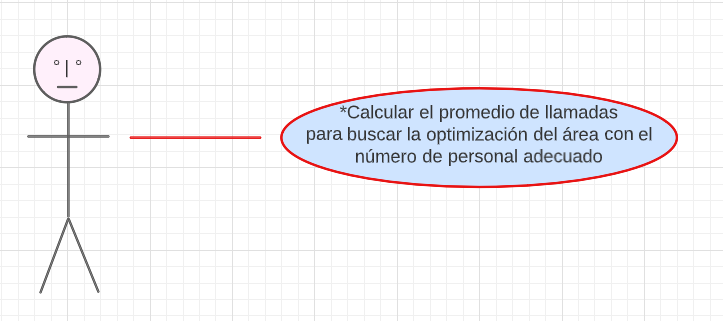 *Calcular el promedio de llamadas
para buscar la optimización del área con el
número de personal adecuado